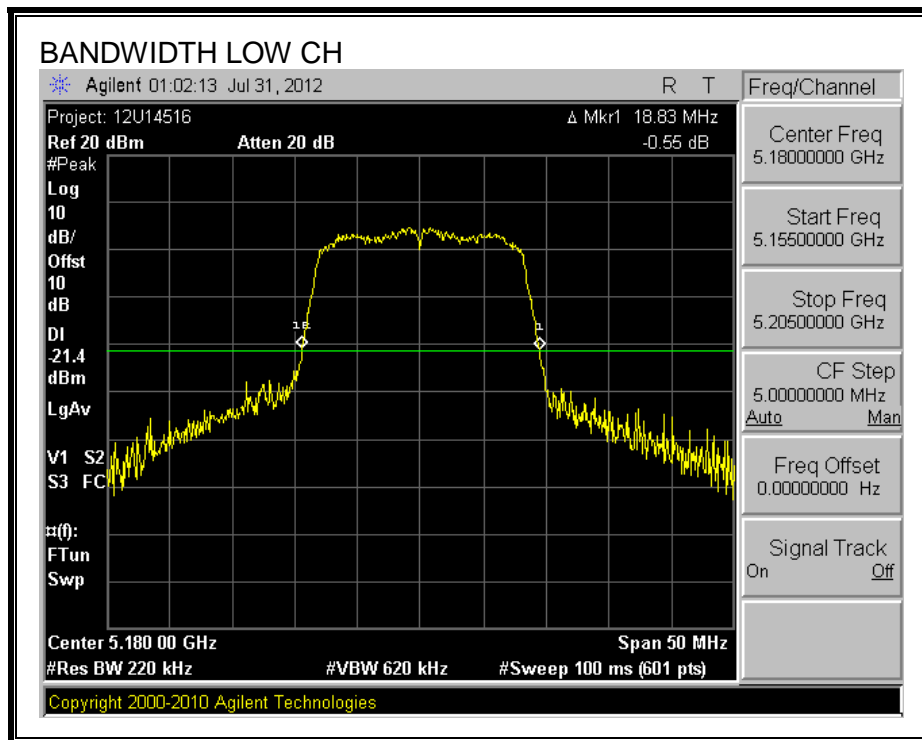 BANDWIDTH LOW CH
Agilent 01:02:13 Jul 31, 2012 R T
Project: 12U14516 Δ Mkr1 18.83 MHz
Ref 20 dBm Atten 20 dB -0.55 dB
#Peak
Log
10
dB/
Offst
10
dB
DI
-21.4
dBm
LgAv
V1 S2
S3 FC
¤(f):
FTun
Swp
1R
1
Center 5.180 00 GHz Span 50 MHz
#Res BW 220 kHz #VBW 620 kHz #Sweep 100 ms (601 pts)
Copyright 2000-2010 Agilent Technologies
Freq/Channel
Center Freq
5.18000000 GHz
Start Freq
5.15500000 GHz
Stop Freq
5.20500000 GHz
CF Step
5.00000000 MHz
Auto Man
Freq Offset
0.00000000 Hz
Signal Track
On Off